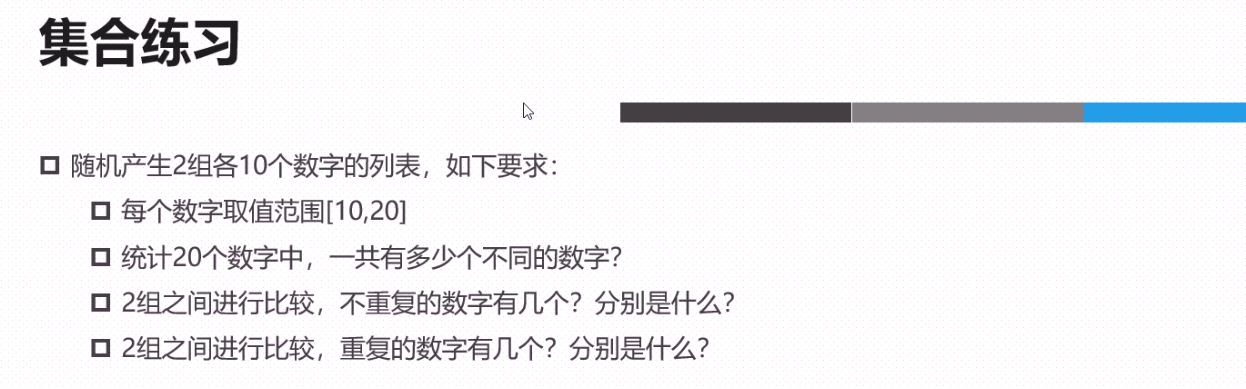 集合练习
随机产生2组各10个数字的列表，如下要求：
每个数字取值范围[10,20]
统计20个数字中，一共有多少个不同的数字？
2组之间进行比较，不重复的数字有几个？分别是什么？
2组之间进行比较，重复的数字有几个？分别是什么？